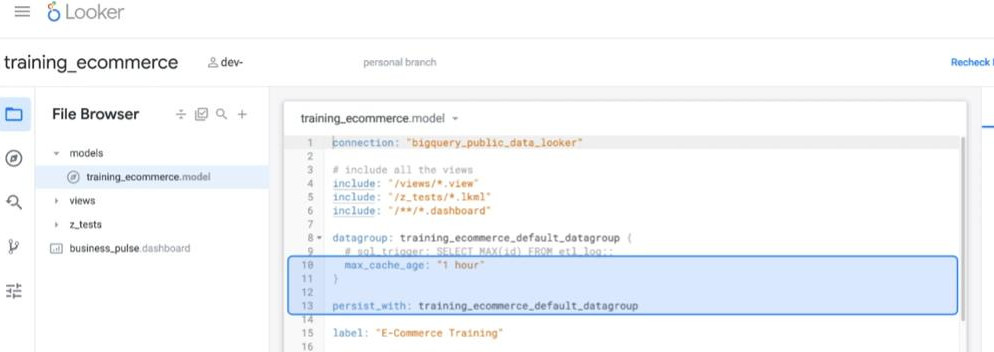 Looker
training_ecommerce dev- personal branch Recheck
File Browser
models
training_ecommerce.model
views
z_tests
business_pulse.dashboard
training_ecommerce.model
1 connection: "bigquery_public_data_looker"
2
3 # include all the views
4 include: "/views/*.view"
5 include: "/z_tests/*.lkml"
6 include: "/**/*.dashboard"
7
8 datagroup: training_ecommerce_default_datagroup {
9 # sql_trigger: SELECT MAX(id) FROM etl_log;;
10 max_cache_age: "1 hour"
11 }
12
13 persist_with: training_ecommerce_default_datagroup
14
15 label: "E-Commerce Training"
16